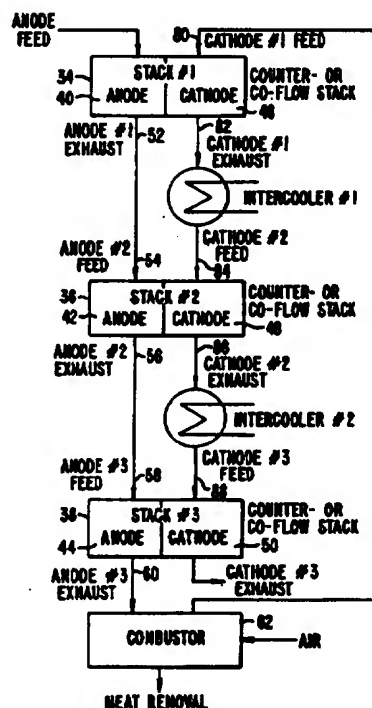 ANODE
FEED
80
CATHODE #1 FEED
34
STACK #1
COUNTER- OR
CO-FLOW STACK
40
ANODE
CATHODE
46
ANODE #1
EXHAUST
52
82
CATHODE #1
EXHAUST
INTERCOOLER #1
ANODE #2
FEED
54
CATHODE #2
FEED
84
36
STACK #2
COUNTER- OR
CO-FLOW STACK
42
ANODE
CATHODE
48
ANODE #2
EXHAUST
56
86
CATHODE #2
EXHAUST
INTERCOOLER #2
ANODE #3
FEED
58
CATHODE #3
FEED
88
38
STACK #3
COUNTER- OR
CO-FLOW STACK
44
ANODE
CATHODE
50
ANODE #3
EXHAUST
60
CATHODE #3
EXHAUST
COMBUSTOR
62
AIR
HEAT REMOVAL